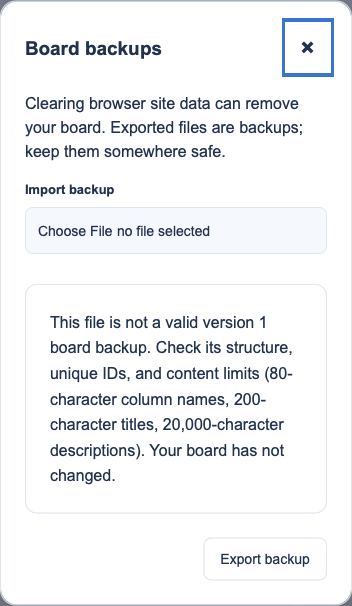 Board backups
×
Clearing browser site data can remove
your board. Exported files are backups;
keep them somewhere safe.
Import backup
Choose File no file selected
This file is not a valid version 1
board backup. Check its structure,
unique IDs, and content limits (80-
character column names, 200-
character titles, 20,000-character
descriptions). Your board has not
changed.
Export backup